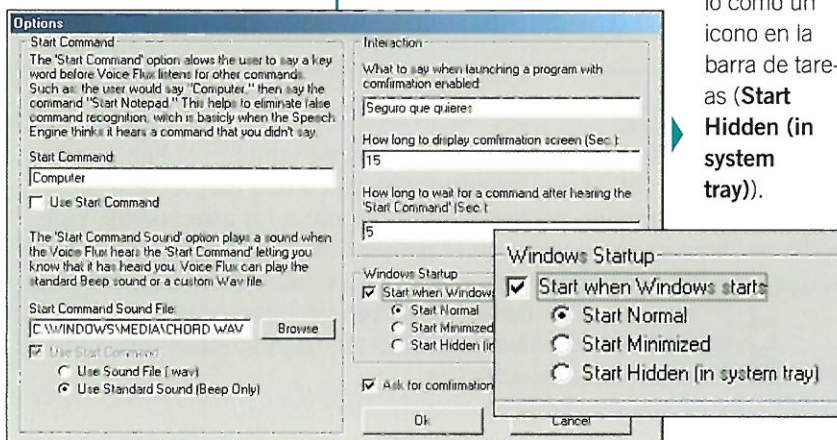 Options
Start Command
The 'Start Command' option alows the user to say a key
word before Voice Flux listens for other commands.
Such as: the user would say "Computer," then say the
command "Start Notepad." This helps to eliminate false
command recognition, wich is basicly when the Speech
Engine thinks it hears a command that you didn't say.
Start Command:
Computer
Use Start Command
The 'Start Command Sound' option plays a sound when
the Voice Flux hears the 'Start Command' letting you
know that it has heard you. Voice Flux can play the
standard Beep sound or a custom Wav file.
Start Command Sound File:
C:\WINDOWS\MEDIA\CHORD.WAV Browse
Use Start Command
Use Sound File (.wav)
Use Standard Sound (Beep Only)
Interaction
What to say when launching a program with
comfirmation enabled:
Seguro que quieres
How long to display comfirmation screen (Sec.):
15
How long to wait for a command after hearing the
'Start Command' (Sec.):
5
Windows Startup
Start when Window
Start Normal
Start Minimized
Start Hidden (in
Ask for comfirmation
Ok Cancel
Windows Startup
Start when Windows starts
Start Normal
Start Minimized
Start Hidden (in system tray)
lo como un
icono en la
barra de tare-
as (Start
Hidden (in
system
tray)).